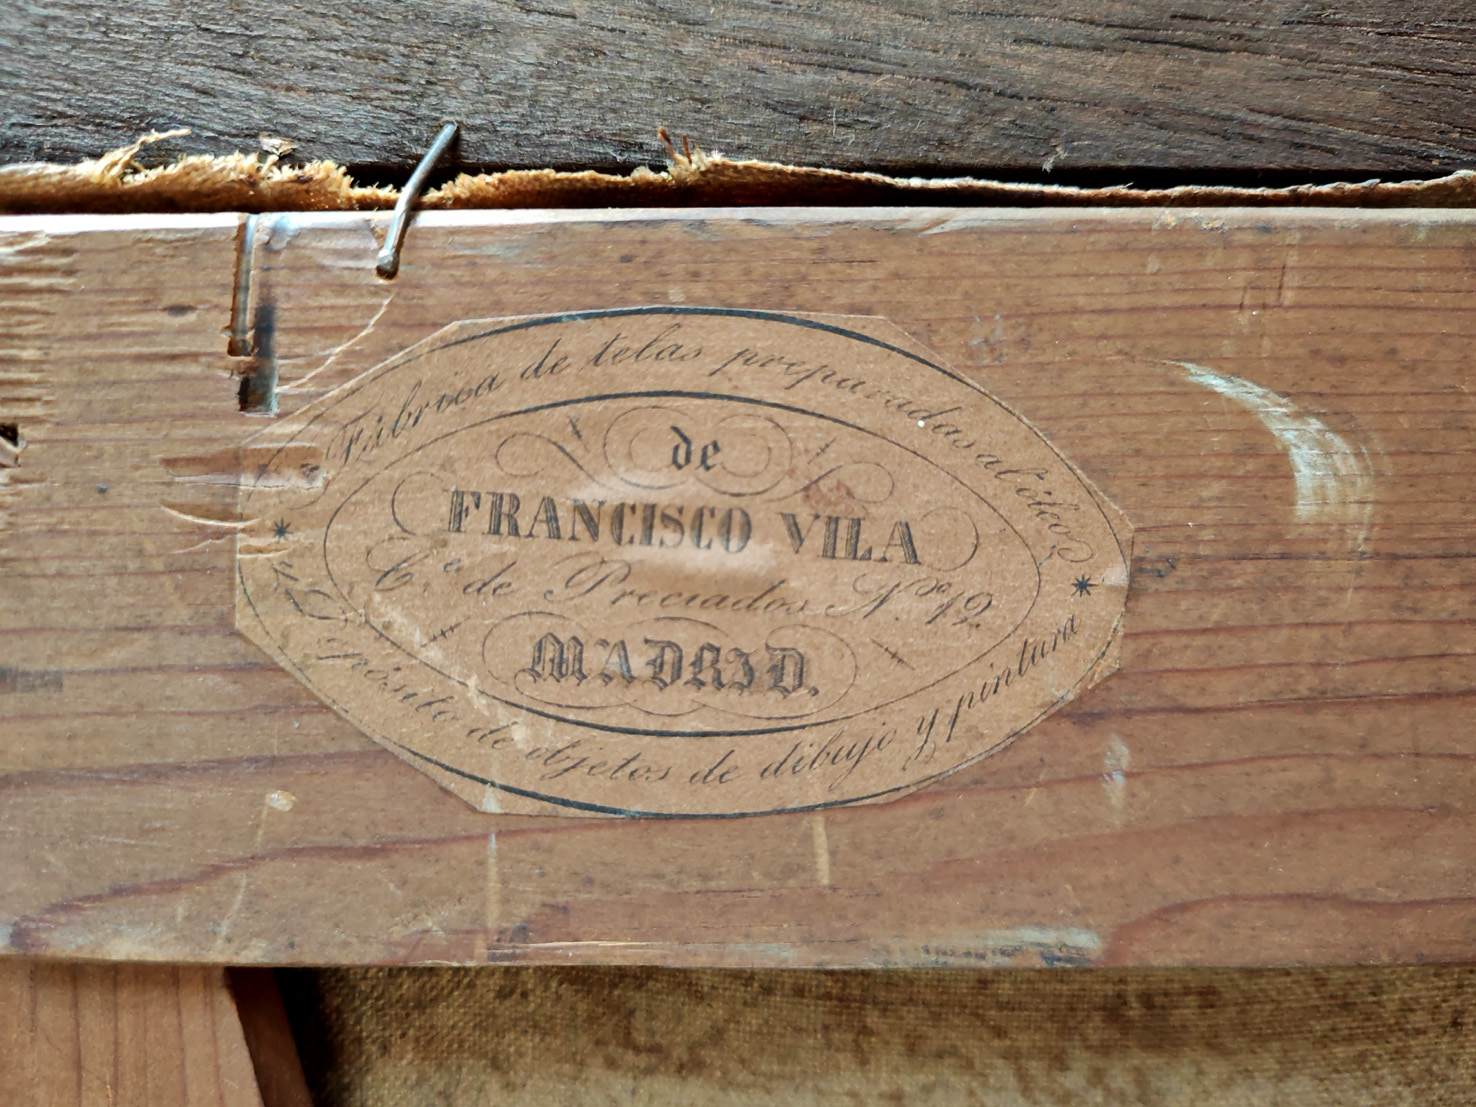 Fábrica de telas preparadas al óleo
de
FRANCISCO VILA
C.e de Preciados N.ro 12.
MADRID.
y Depósito de objetos de dibujo y pintura